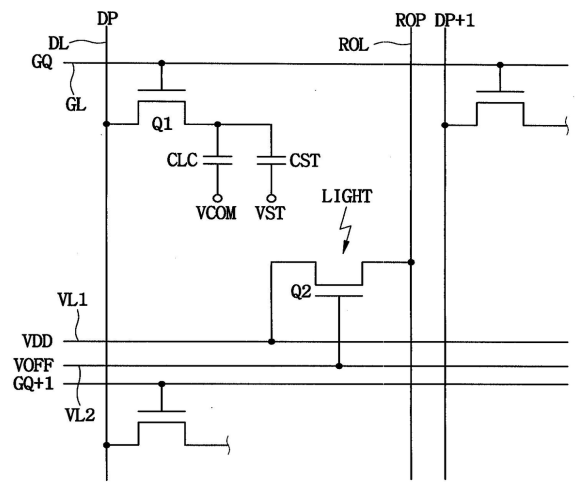 DP
ROP
DP+1
DL
ROL
GQ
GL
Q1
CLC
CST
VCOM
VST
LIGHT
Q2
VL1
VDD
VOFF
GQ+1
VL2